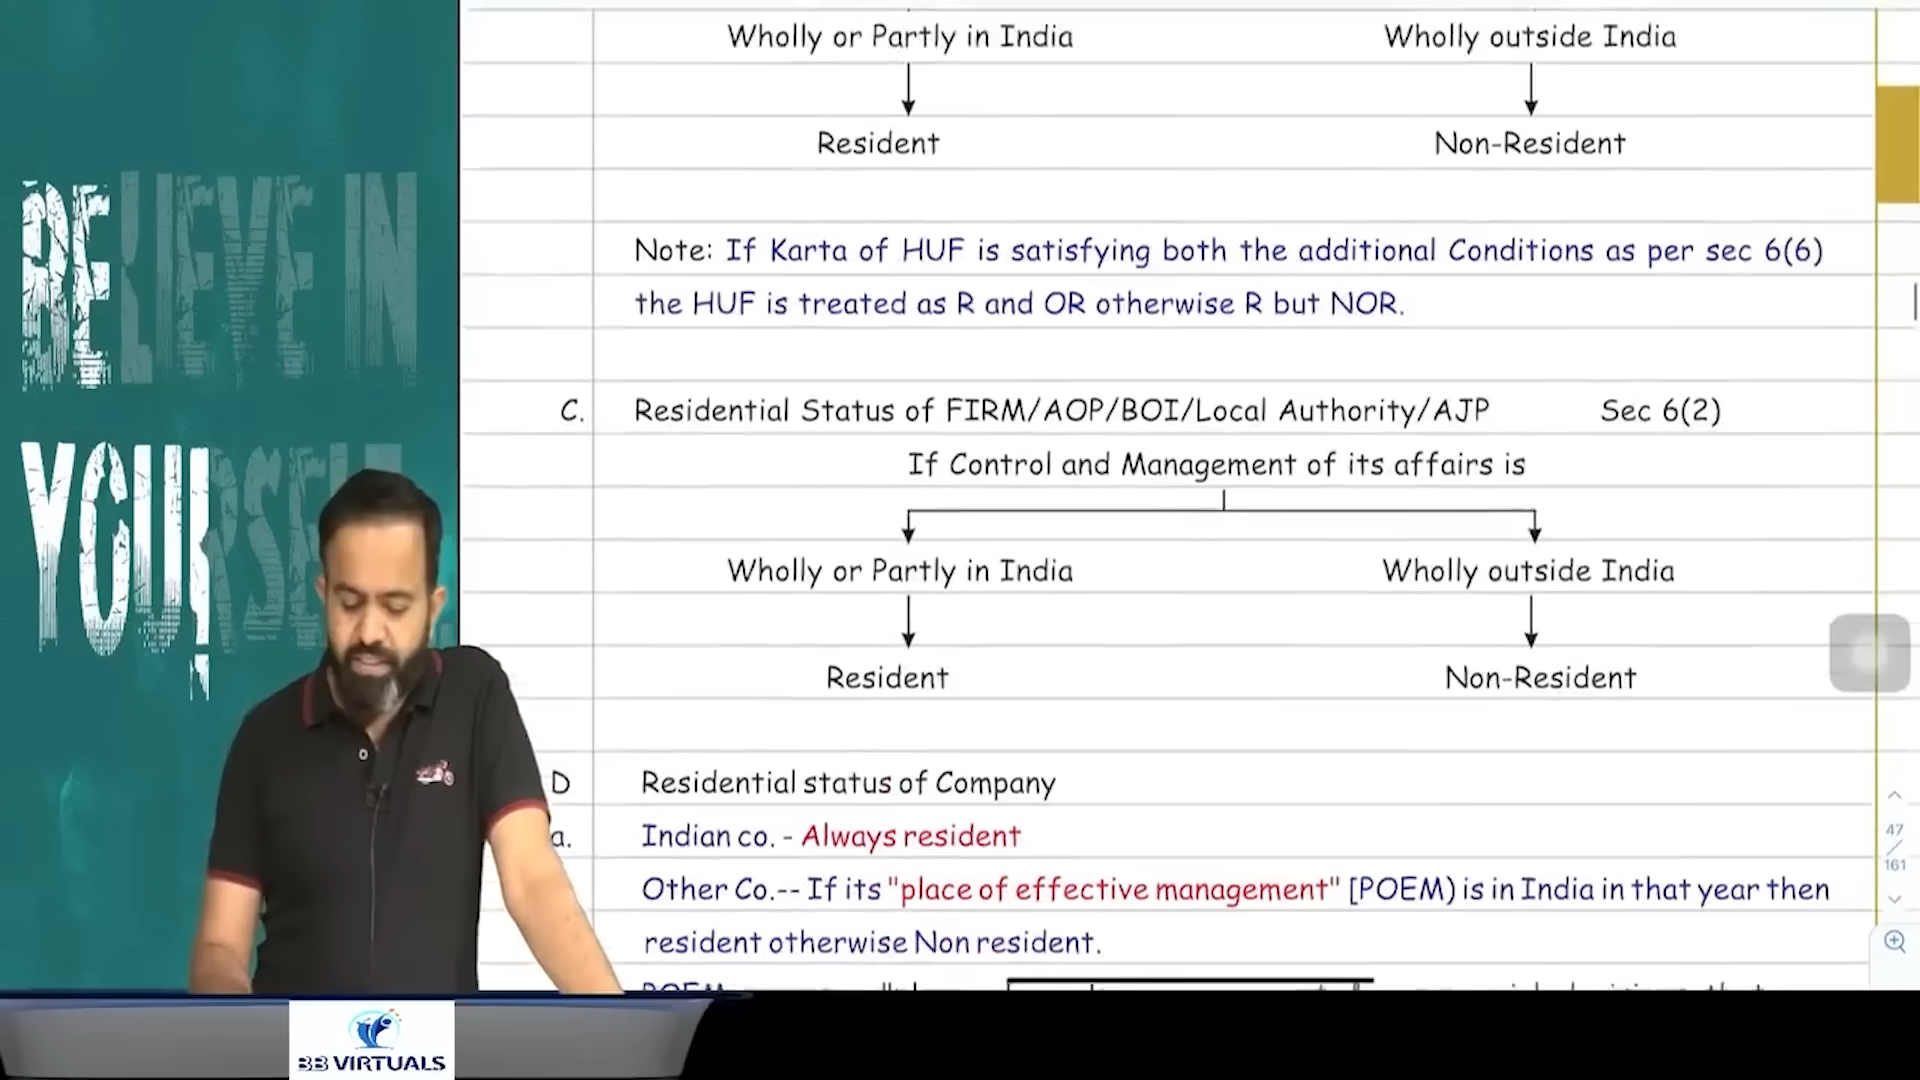 Wholly or Partly in India
Wholly outside India
Resident
Non-Resident
Note: If Karta of HUF is satisfying both the additional Conditions as per sec 6(6)
the HUF is treated as R and OR otherwise R but NOR.
C. Residential Status of FIRM/AOP/BOI/Local Authority/AJP Sec 6(2)
If Control and Management of its affairs is
Wholly or Partly in India
Wholly outside India
Resident
Non-Resident
D Residential status of Company
a. Indian co. - Always resident
Other Co.-- If its "place of effective management" [POEM) is in India in that year then
resident otherwise Non resident.
47
/
161
BELIEVE IN
YOURSELF
BB VIRTUALS